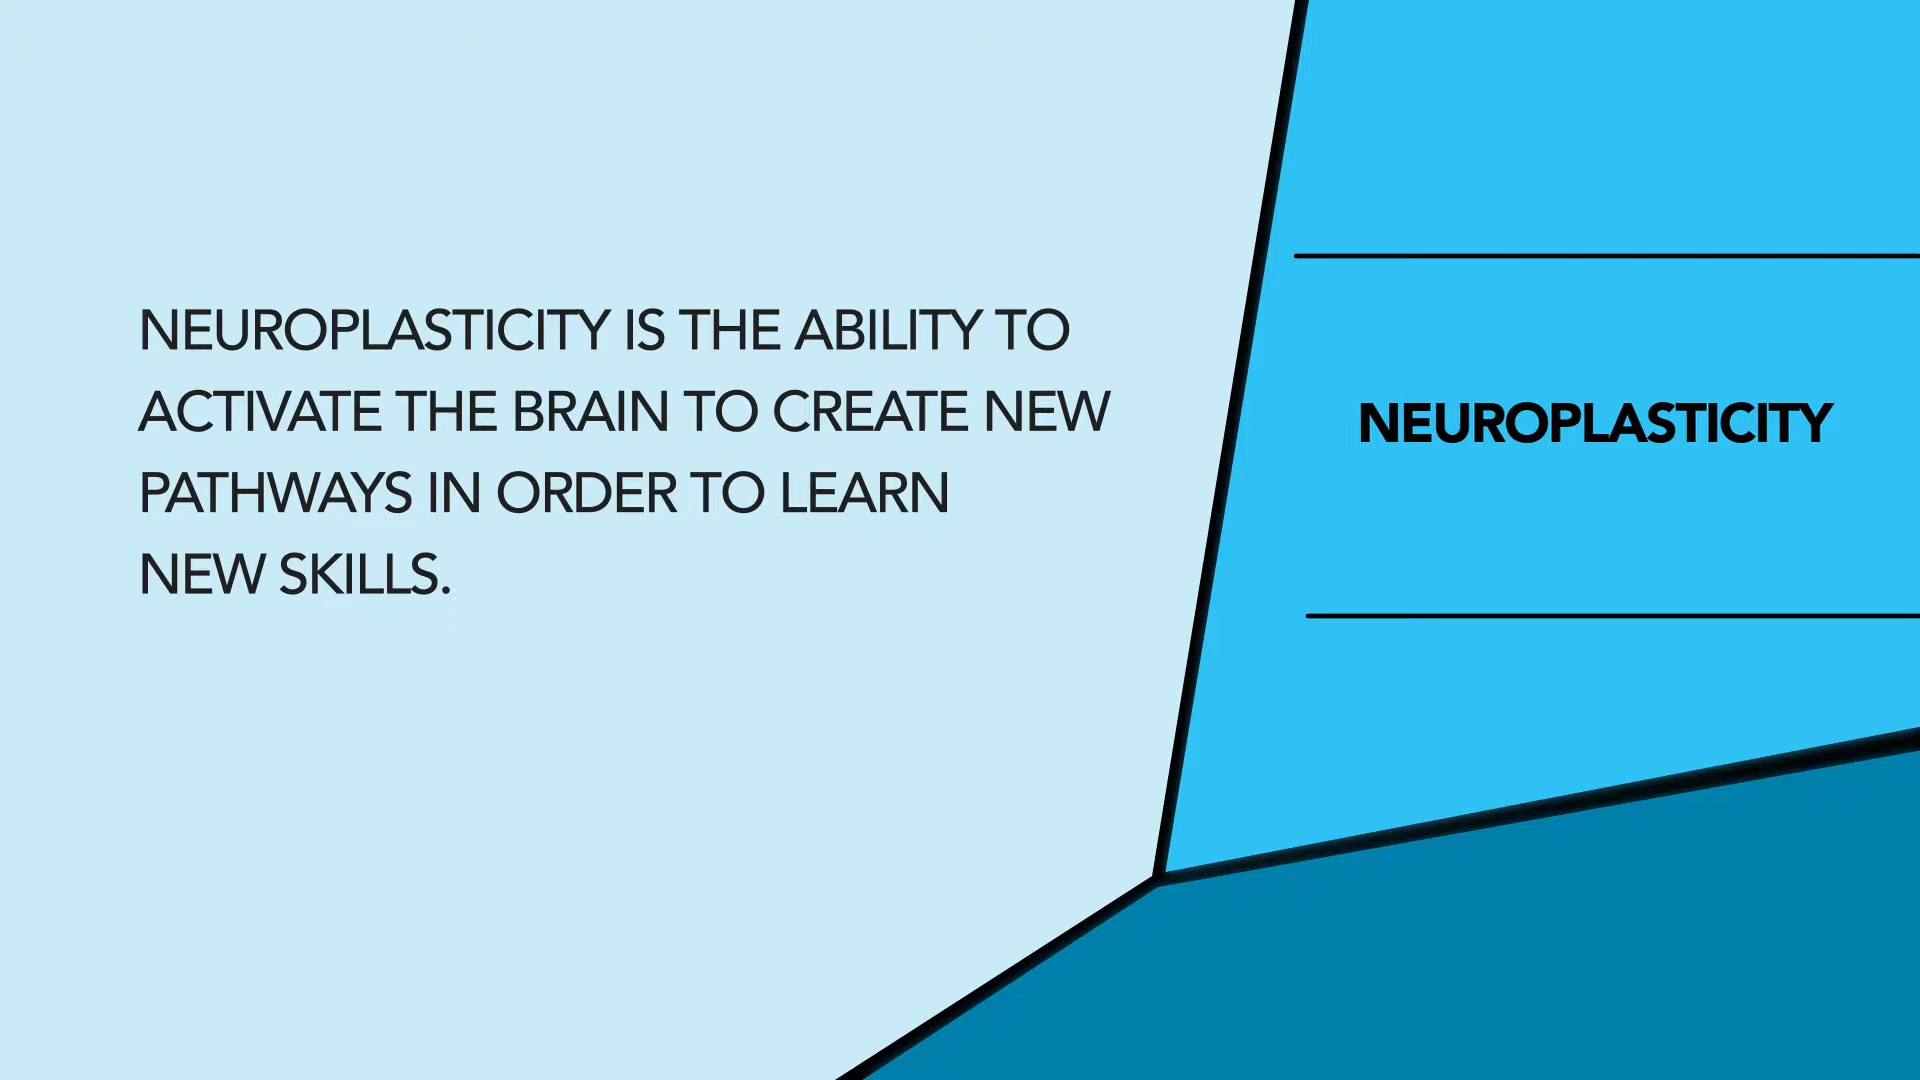 NEUROPLASTICITY IS THE ABILITY TO
ACTIVATE THE BRAIN TO CREATE NEW
PATHWAYS IN ORDER TO LEARN
NEW SKILLS.
NEUROPLASTICITY